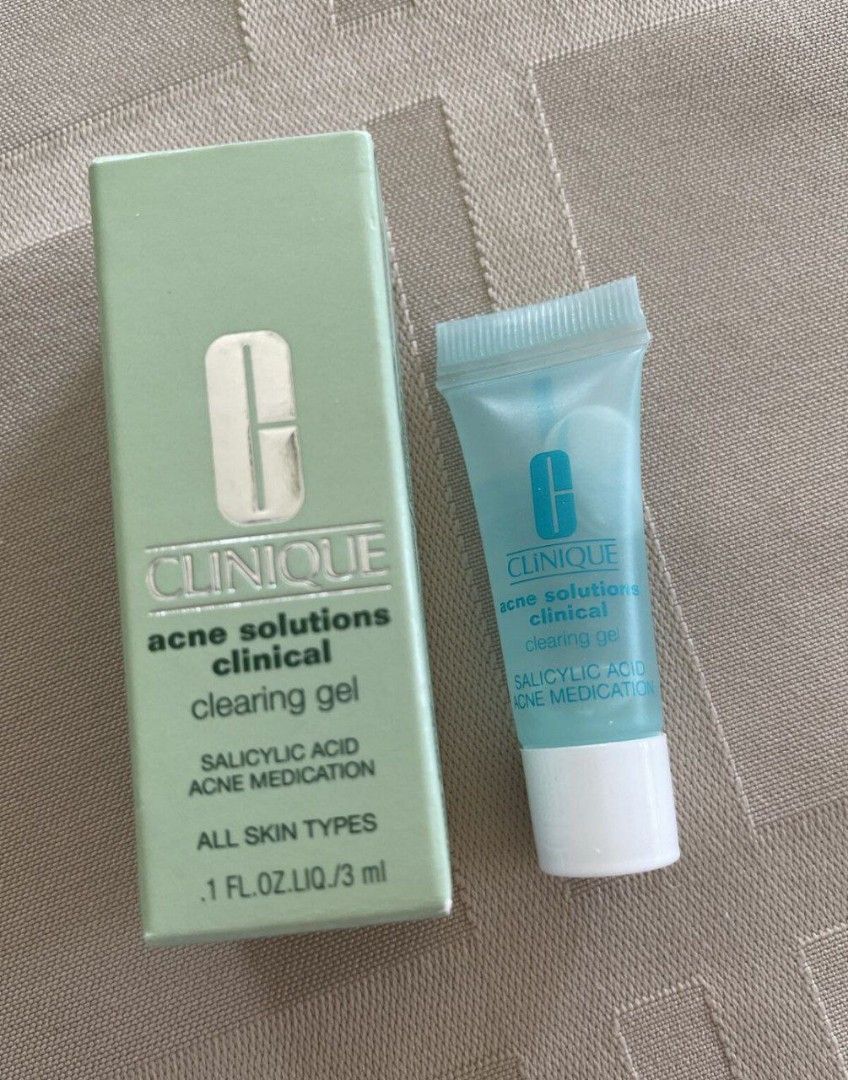 C
CLINIQUE
acne solutions
clinical
clearing gel
SALICYLIC ACID
ACNE MEDICATION
ALL SKIN TYPES
.1 FL.OZ.LIQ./3 ml
C
CLINIQUE
acne solutions
clinical
clearing gel
SALICYLIC ACID
ACNE MEDICATION